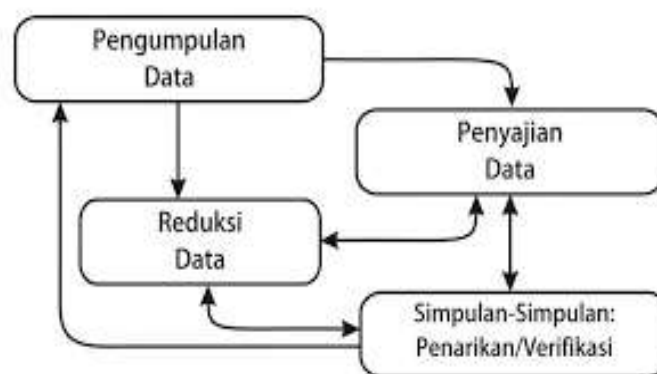 Pengumpulan
Data
Penyajian
Data
Reduksi
Data
Simpulan-Simpulan:
Penarikan/Verifikasi